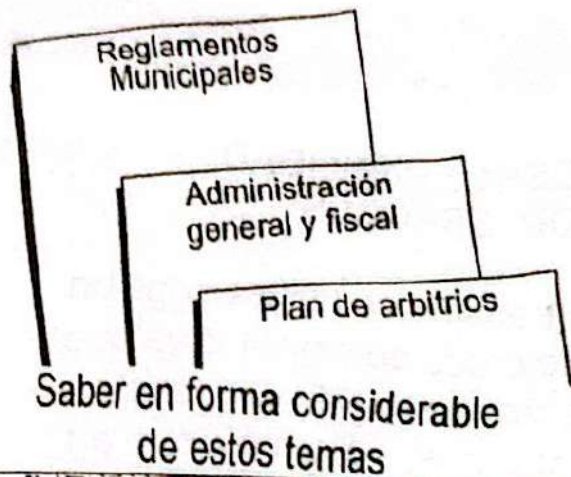 Reglamentos
Municipales
Administración
general y fiscal
Plan de arbitrios
Saber en forma considerable
de estos temas